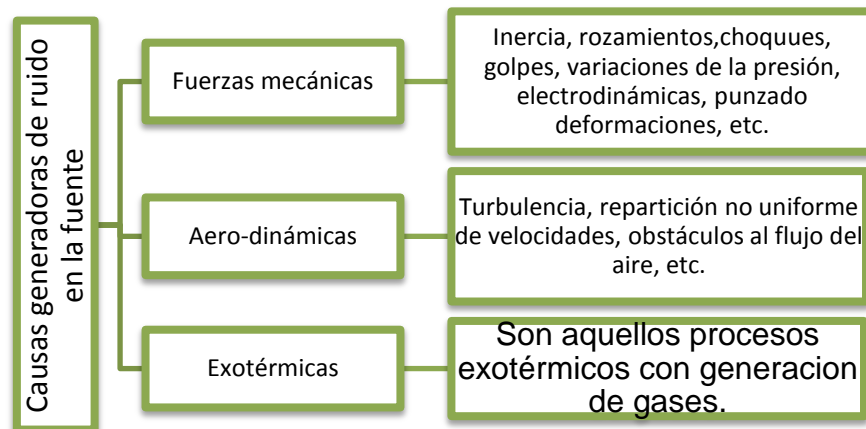 Causas generadoras de ruido
en la fuente
Fuerzas mecánicas
Inercia, rozamientos,choquues,
golpes, variaciones de la presión,
electrodinámicas, punzado
deformaciones, etc.
Aero-dinámicas
Turbulencia, repartición no uniforme
de velocidades, obstáculos al flujo del
aire, etc.
Exotérmicas
Son aquellos procesos
exotérmicos con generacion
de gases.